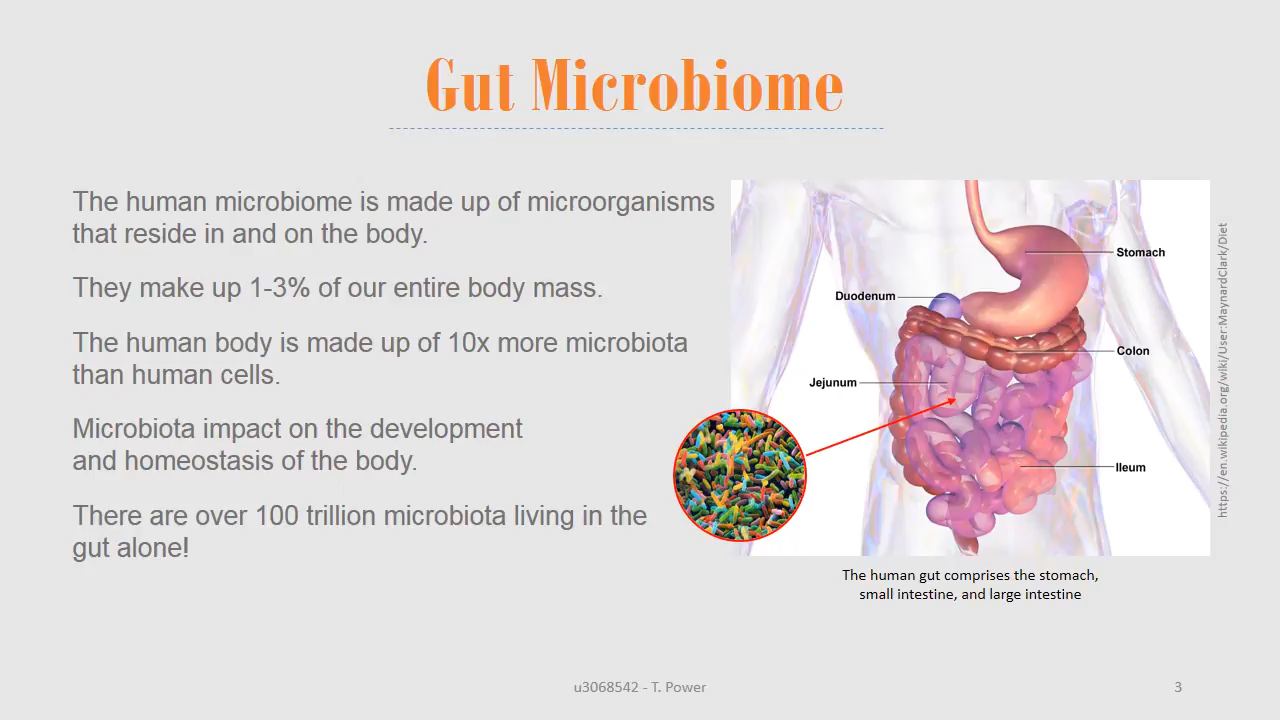 Gut Microbiome
The human microbiome is made up of microorganisms
that reside in and on the body.
They make up 1-3% of our entire body mass.
The human body is made up of 10x more microbiota
than human cells.
Microbiota impact on the development
and homeostasis of the body.
There are over 100 trillion microbiota living in the
gut alone!
Stomach
Duodenum
Colon
Jejunum
Ileum
https://en.wikipedia.org/wiki/User:MaynardClark/Diet
The human gut comprises the stomach,
small intestine, and large intestine
u3068542 - T. Power
3